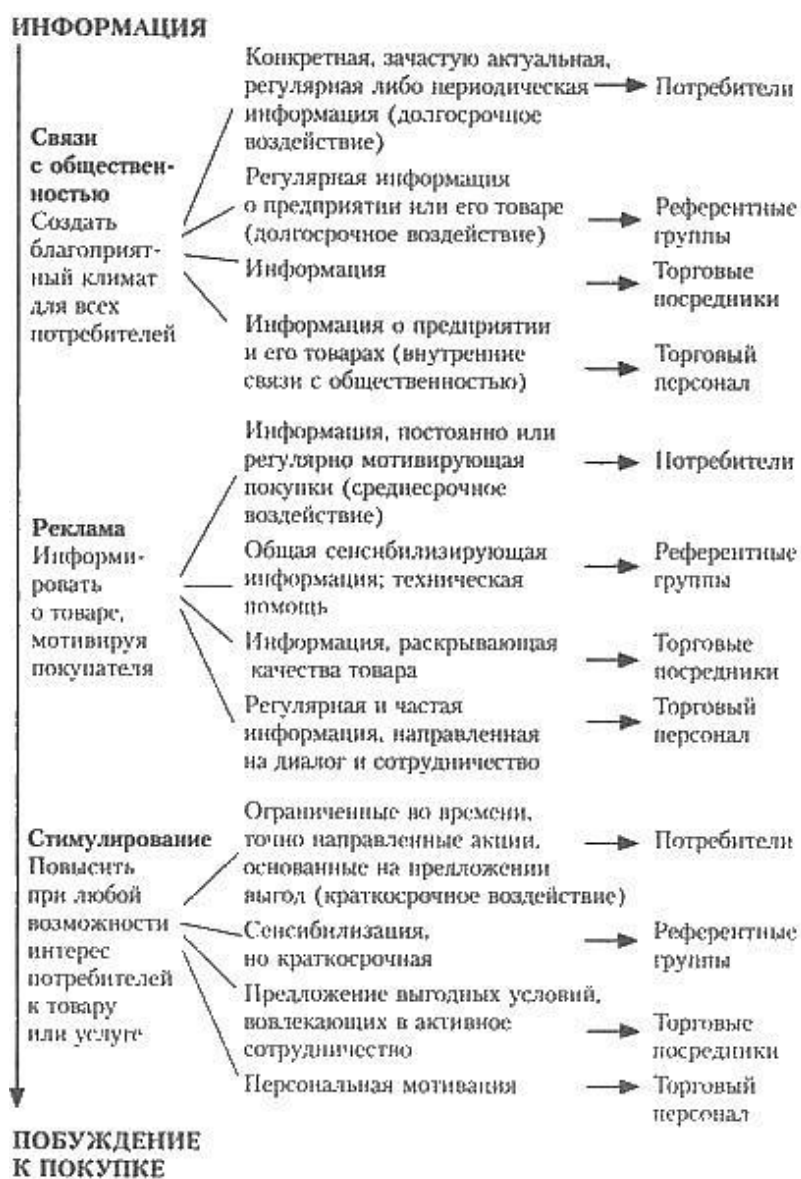 ИНФОРМАЦИЯ
Связи
с обществен-
ностью
Создать
благоприят-
ный климат
для всех
потребителей
Конкретная, зачастую актуальная,
регулярная либо периодическая
информация (долгосрочное
воздействие)
Потребители
Регулярная информация
о предприятии или его товаре
(долгосрочное воздействие)
Референтные
группы
Информация
Торговые
посредники
Информация о предприятии
и его товарах (внутренние
связи с общественностью)
Торговый
персонал
Реклама
Информи-
ровать
о товаре,
мотивируя
покупателя
Информация, постоянно или
регулярно мотивирующая
покупки (среднесрочное
воздействие)
Потребители
Общая сенсибилизирующая
информация; техническая
помощь
Референтные
группы
Информация, раскрывающая
качества товара
Торговые
посредники
Регулярная и частая
информация, направленная
на диалог и сотрудничество
Торговый
персонал
Стимулирование
Повысить
при любой
возможности
интерес
потребителей
к товару
или услуге
Ограниченные во времени,
точно направленные акции,
основанные на предложении
выгод (краткосрочное воздействие)
Потребители
Сенсибилизация,
но краткосрочная
Референтные
группы
Предложение выгодных условий,
вовлекающих в активное
сотрудничество
Торговые
посредники
Персональная мотивация
Торговый
персонал
ПОБУЖДЕНИЕ
К ПОКУПКЕ